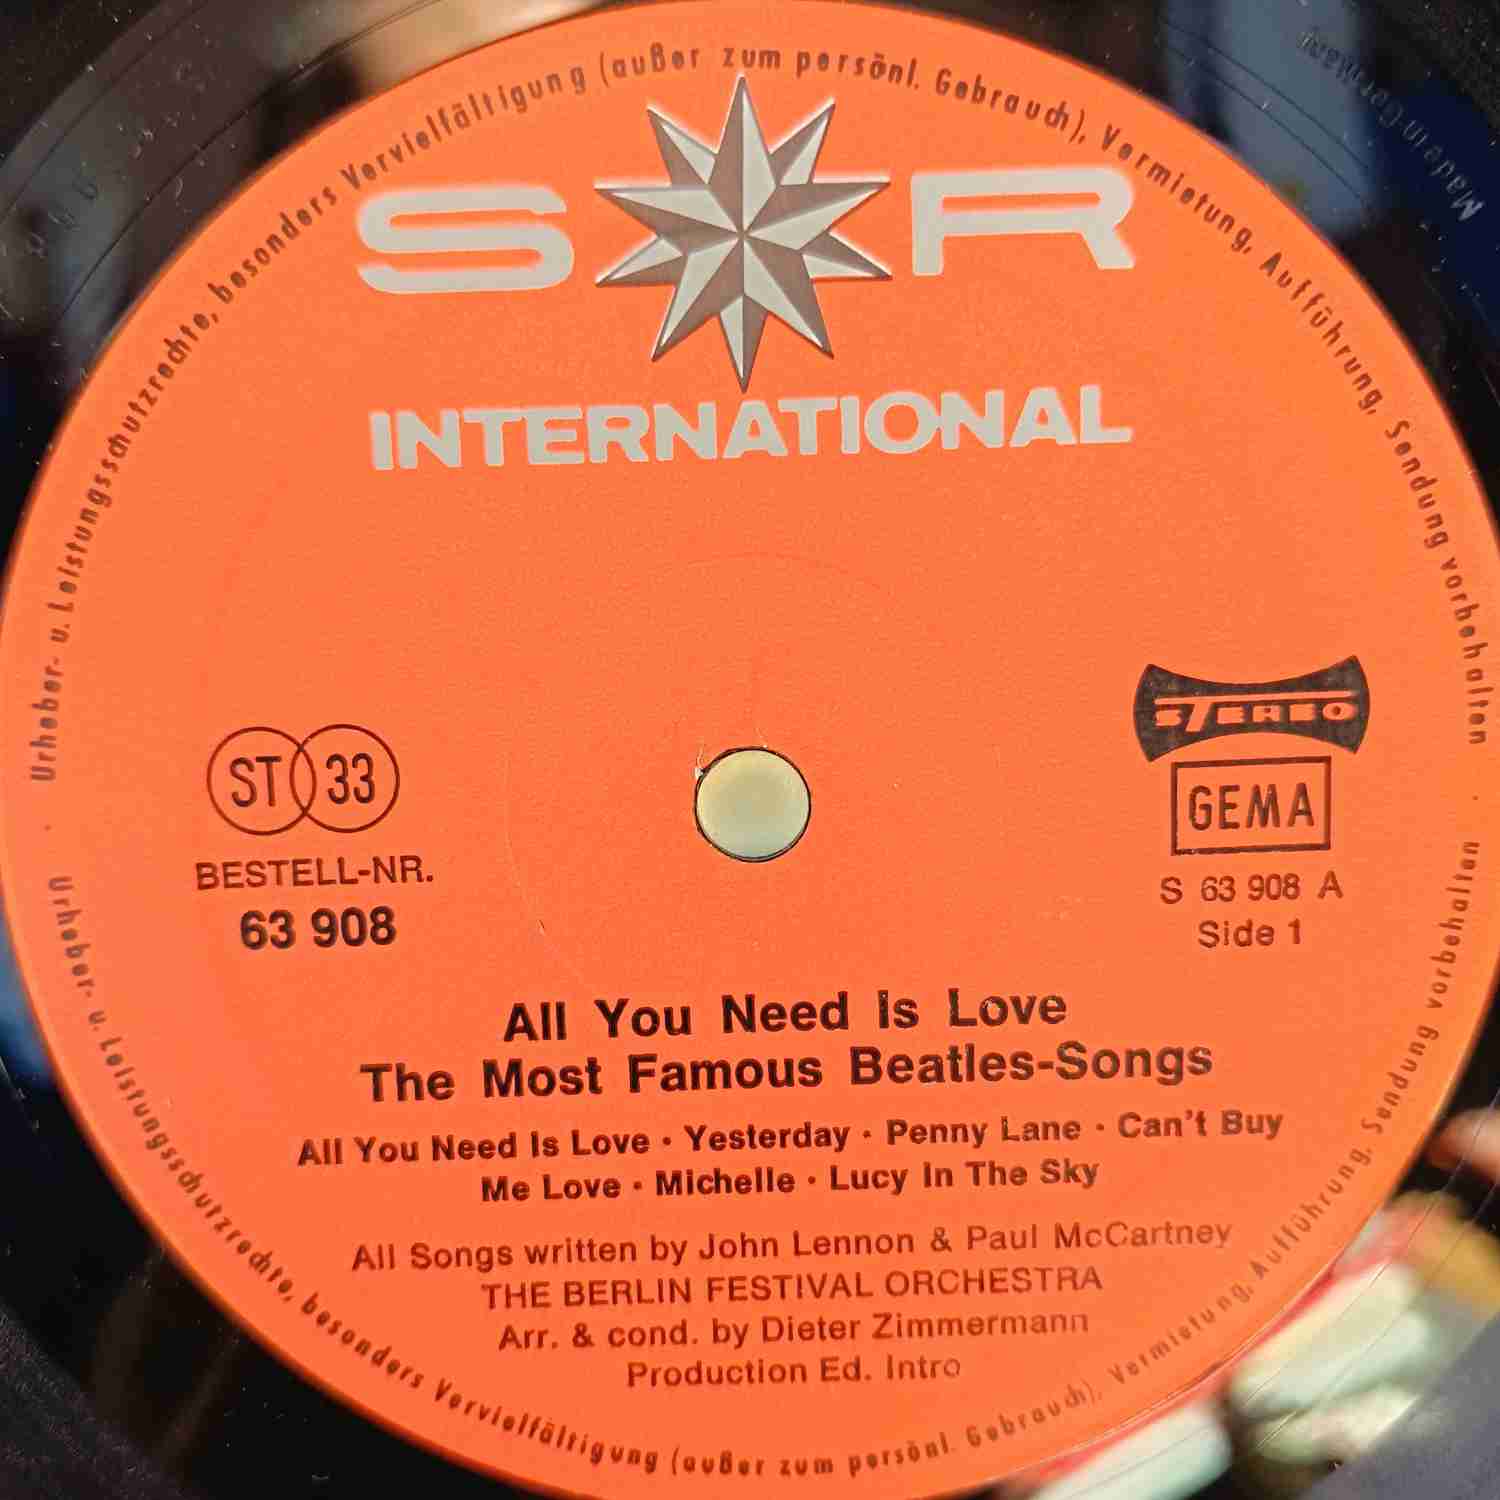 Urheber- u. Leistungsschutzrechte, besonders Vervielfältigung (außer zum persönl. Gebrauch), Vermietung, Aufführung, Sendung vorbehalten
Made in Germany
S R
INTERNATIONAL
ST 33
BESTELL-NR.
63 908
STEREO
GEMA
S 63 908 A
Side 1
All You Need Is Love
The Most Famous Beatles-Songs
All You Need Is Love · Yesterday · Penny Lane · Can't Buy
Me Love · Michelle · Lucy In The Sky
All Songs written by John Lennon & Paul McCartney
THE BERLIN FESTIVAL ORCHESTRA
Arr. & cond. by Dieter Zimmermann
Production Ed. Intro
Urheber- u. Leistungsschutzrechte, besonders Vervielfältigung (außer zum persönl. Gebrauch), Vermietung, Aufführung, Sendung vorbehalten